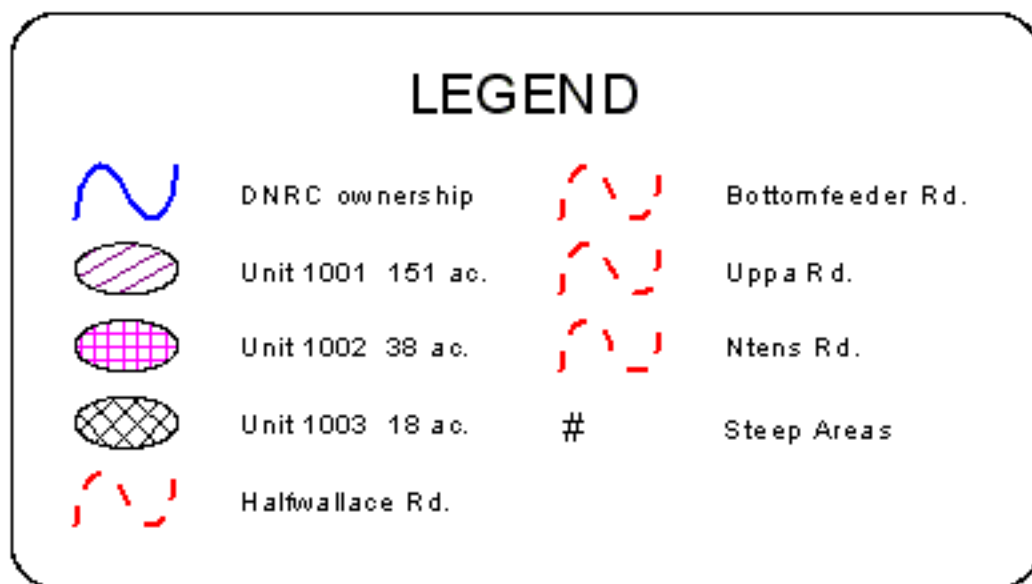 LEGEND
DNRC ownership
Unit 1001 151 ac.
Unit 1002 38 ac.
Unit 1003 18 ac.
Halfwallace Rd.
Bottomfeeder Rd.
Uppa Rd.
Ntens Rd.
# Steep Areas